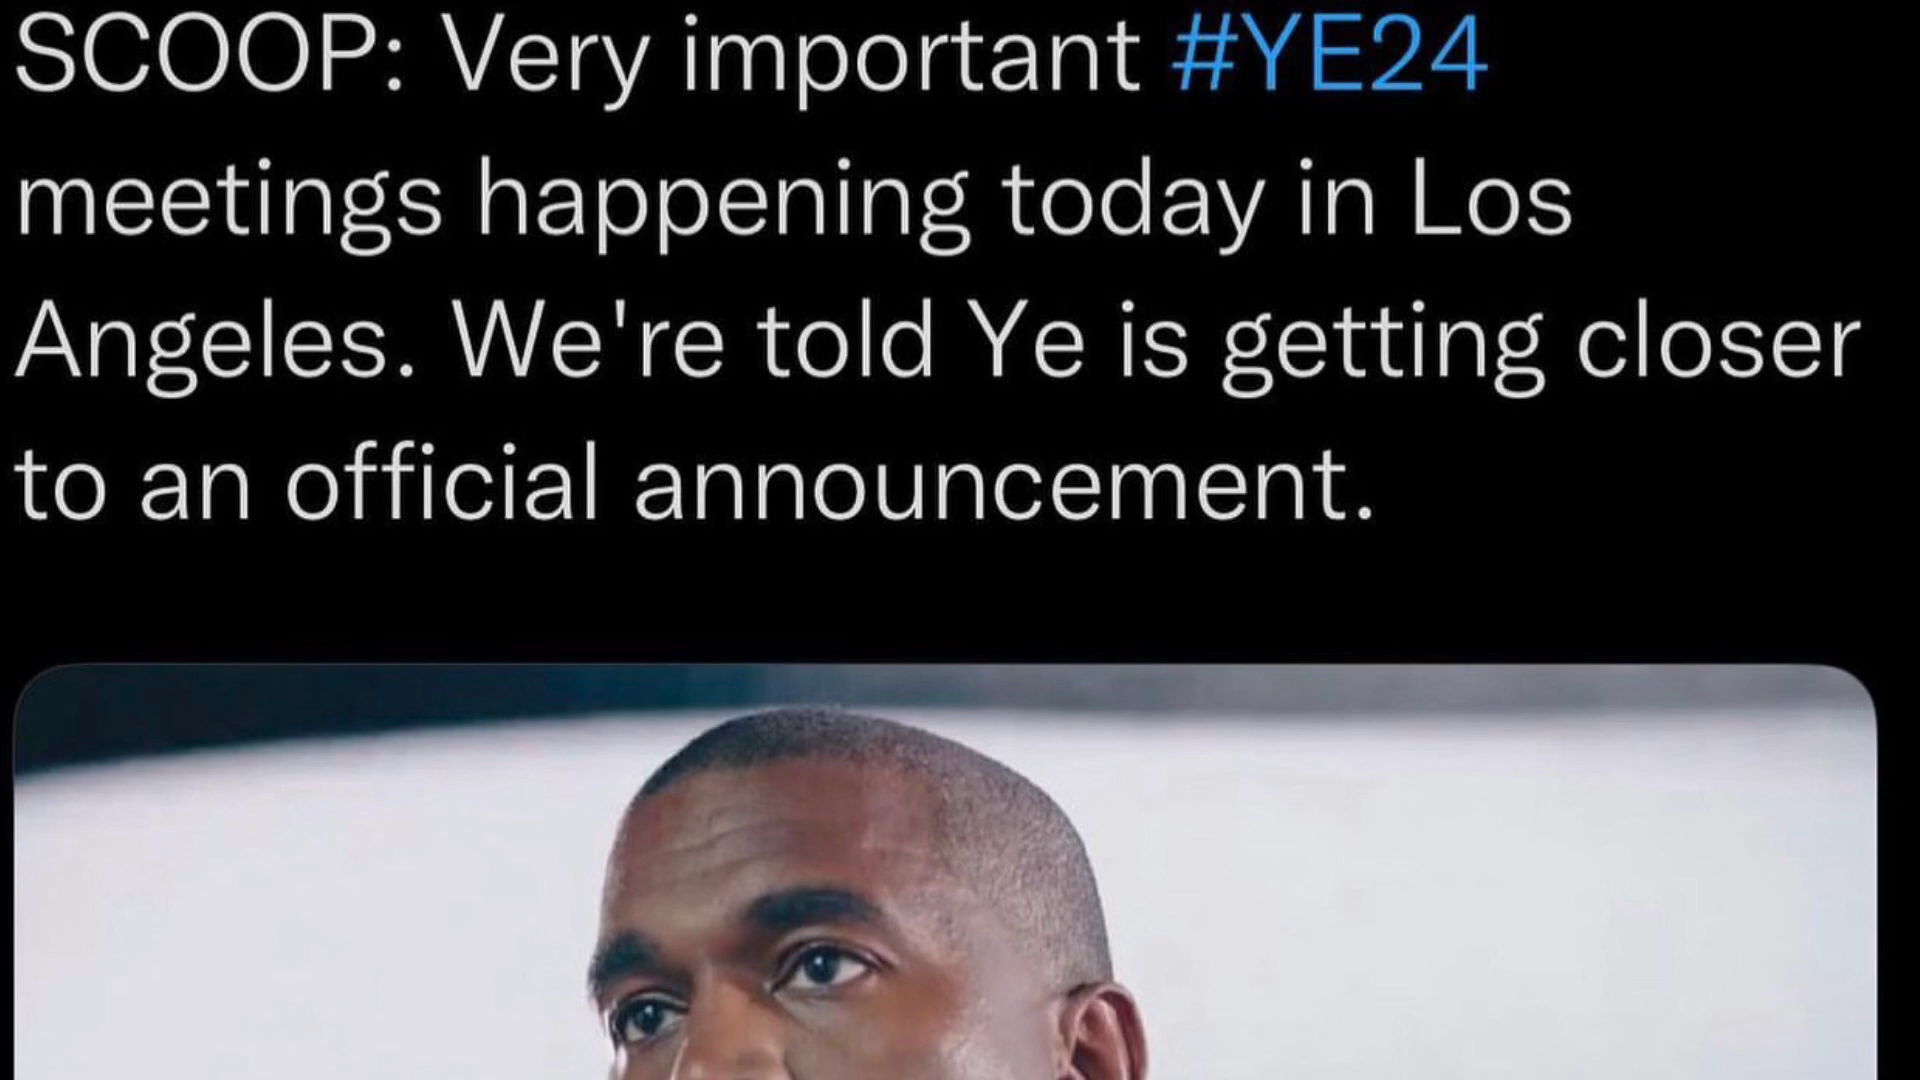 SCOOP: Very important #YE24
meetings happening today in Los
Angeles. We're told Ye is getting closer
to an official announcement.